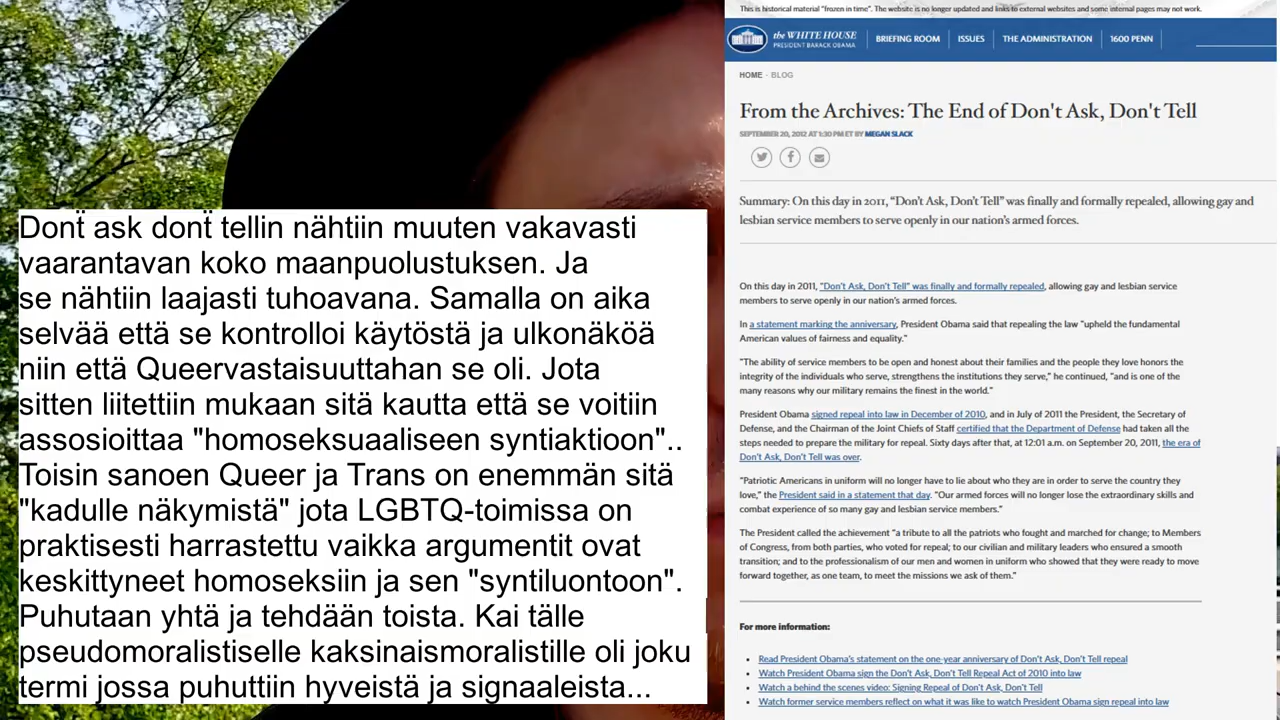 Donẗ ask donẗ tellin nähtiin muuten vakavasti
vaarantavan koko maanpuolustuksen. Ja
se nähtiin laajasti tuhoavana. Samalla on aika
selvää että se kontrolloi käytöstä ja ulkonäköä
niin että Queervastaisuuttahan se oli. Jota
sitten liitettiin mukaan sitä kautta että se voitiin
assosioittaa "homoseksuaaliseen syntiaktioon"..
Toisin sanoen Queer ja Trans on enemmän sitä
"kadulle näkymistä" jota LGBTQ-toimissa on
praktisesti harrastettu vaikka argumentit ovat
keskittyneet homoseksiin ja sen "syntiluontoon".
Puhutaan yhtä ja tehdään toista. Kai tälle
pseudomoralistiselle kaksinaismoralistille oli joku
termi jossa puhuttiin hyveistä ja signaaleista...
This is historical material "frozen in time". The website is no longer updated and links to external websites and some internal pages may not work.
the WHITE HOUSE
PRESIDENT BARACK OBAMA
BRIEFING ROOM ISSUES THE ADMINISTRATION 1600 PENN
HOME · BLOG
From the Archives: The End of Don't Ask, Don't Tell
SEPTEMBER 20, 2012 AT 1:30 PM ET BY MEGAN SLACK
Summary: On this day in 2011, “Don’t Ask, Don’t Tell” was finally and formally repealed, allowing gay and
lesbian service members to serve openly in our nation’s armed forces.
On this day in 2011, "Don't Ask, Don't Tell" was finally and formally repealed, allowing gay and lesbian service
members to serve openly in our nation's armed forces.
In a statement marking the anniversary, President Obama said that repealing the law "upheld the fundamental
American values of fairness and equality."
"The ability of service members to be open and honest about their families and the people they love honors the
integrity of the individuals who serve, strengthens the institutions they serve," he continued, "and is one of the
many reasons why our military remains the finest in the world."
President Obama signed repeal into law in December of 2010, and in July of 2011 the President, the Secretary of
Defense, and the Chairman of the Joint Chiefs of Staff certified that the Department of Defense had taken all the
steps needed to prepare the military for repeal. Sixty days after that, at 12:01 a.m. on September 20, 2011, the era of
Don't Ask, Don't Tell was over.
"Patriotic Americans in uniform will no longer have to lie about who they are in order to serve the country they
love," the President said in a statement that day. "Our armed forces will no longer lose the extraordinary skills and
combat experience of so many gay and lesbian service members."
The President called the achievement "a tribute to all the patriots who fought and marched for change; to Members
of Congress, from both parties, who voted for repeal; to our civilian and military leaders who ensured a smooth
transition; and to the professionalism of our men and women in uniform who showed that they were ready to move
forward together, as one team, to meet the missions we ask of them."
For more information:
• Read President Obama's statement on the one-year anniversary of Don't Ask, Don't Tell repeal
• Watch President Obama sign the Don't Ask, Don't Tell Repeal Act of 2010 into law
• Watch a behind the scenes video: Signing Repeal of Don't Ask, Don't Tell
• Watch former service members reflect on what it was like to watch President Obama sign repeal into law